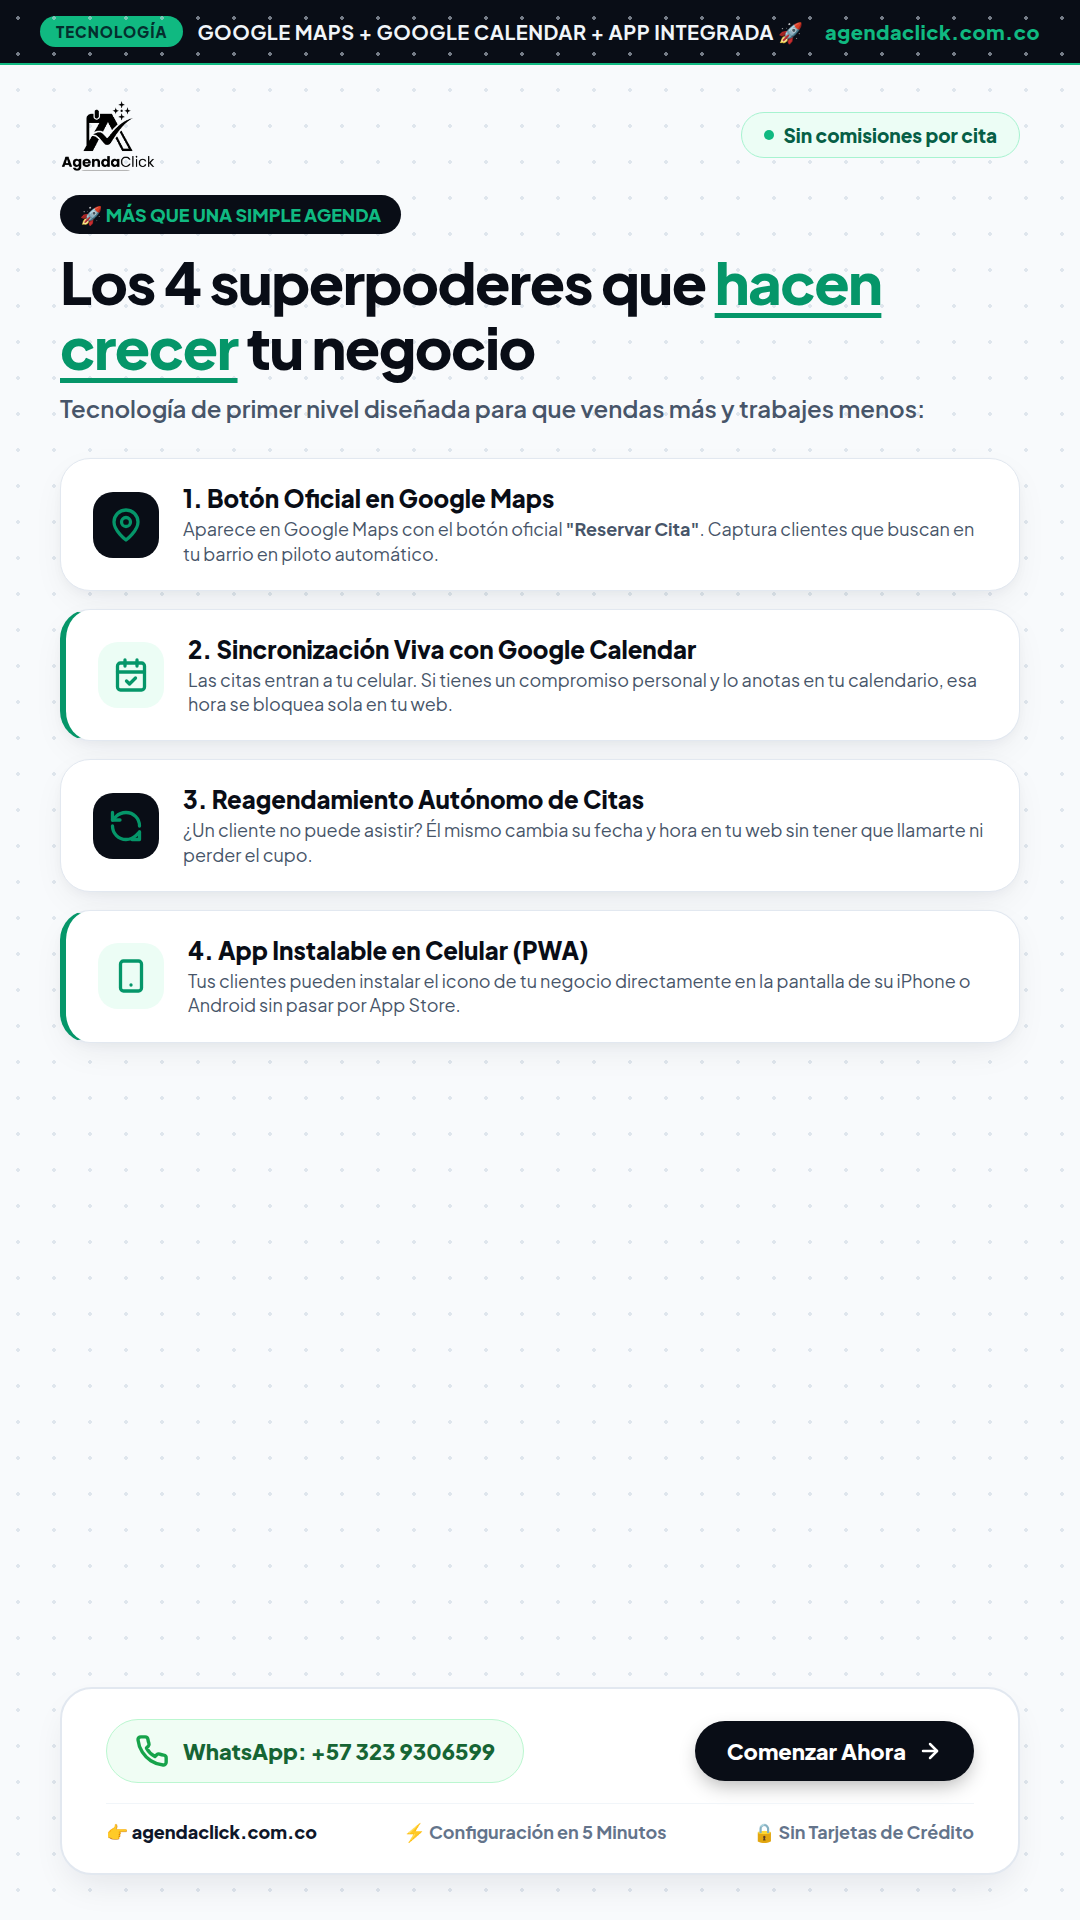 TECNOLOGÍA GOOGLE MAPS + GOOGLE CALENDAR + APP INTEGRADA 🚀 agendaclick.com.co
AgendaClick
Sin comisiones por cita
🚀 MÁS QUE UNA SIMPLE AGENDA
Los 4 superpoderes que hacen
crecer tu negocio
Tecnología de primer nivel diseñada para que vendas más y trabajes menos:
1. Botón Oficial en Google Maps
Aparece en Google Maps con el botón oficial "Reservar Cita". Captura clientes que buscan en
tu barrio en piloto automático.
2. Sincronización Viva con Google Calendar
Las citas entran a tu celular. Si tienes un compromiso personal y lo anotas en tu calendario, esa
hora se bloquea sola en tu web.
3. Reagendamiento Autónomo de Citas
¿Un cliente no puede asistir? Él mismo cambia su fecha y hora en tu web sin tener que llamarte ni
perder el cupo.
4. App Instalable en Celular (PWA)
Tus clientes pueden instalar el icono de tu negocio directamente en la pantalla de su iPhone o
Android sin pasar por App Store.
WhatsApp: +57 323 9306599
Comenzar Ahora →
👉 agendaclick.com.co ⚡ Configuración en 5 Minutos 🔒 Sin Tarjetas de Crédito